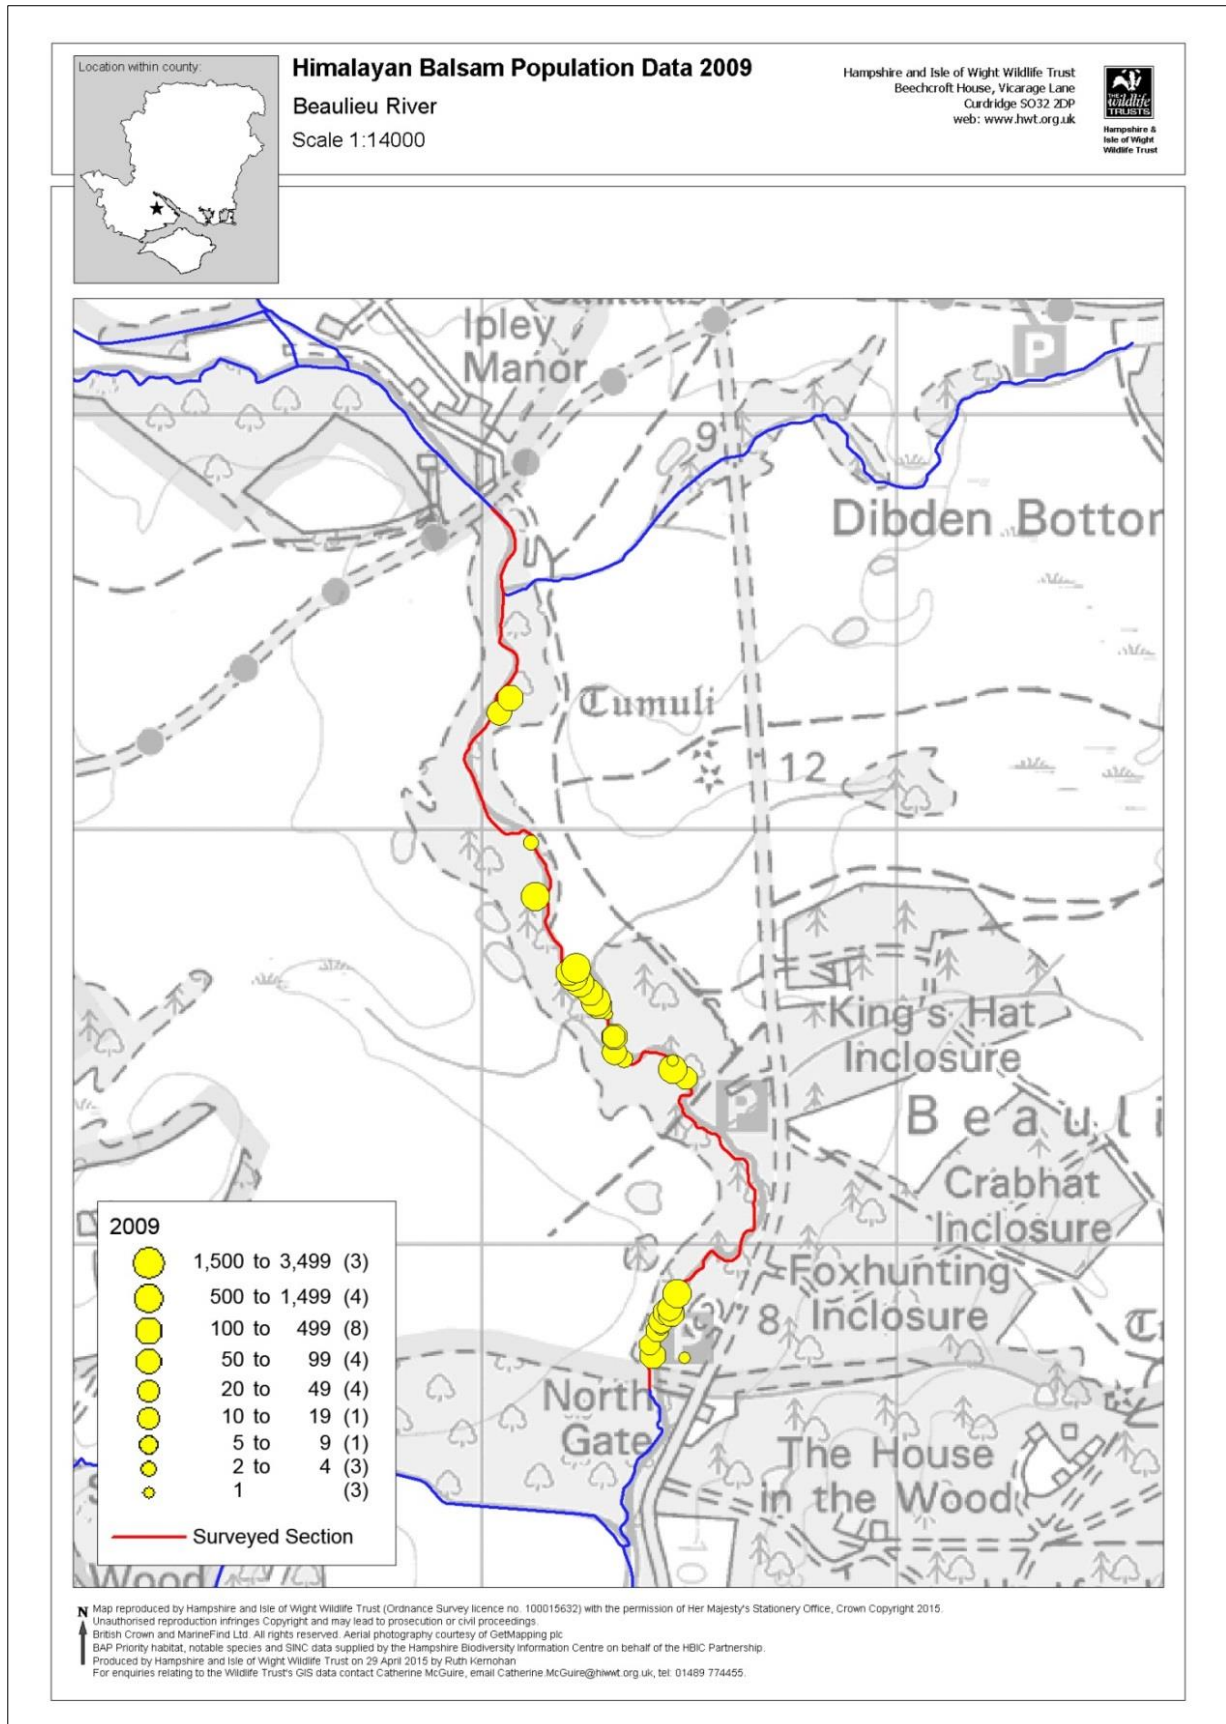 Location within county:
Himalayan Balsam Population Data 2009
Beaulieu River
Scale 1:14000
Hampshire and Isle of Wight Wildlife Trust
Beechcroft House, Vicarage Lane
Curdridge SO32 2DP
web: www.hwt.org.uk
THE
wildlife
TRUSTS
Hampshire &
Isle of Wight
Wildlife Trust
Ipley
Manor
P
9
Dibden Bottor
Tumuli
12
King's Hat
Inclosure
P
Beauli
Crabhat
Inclosure
Foxhunting
Inclosure
8
North
Gate
The House
in the Wood
Wood
2009
1,500 to 3,499 (3)
500 to 1,499 (4)
100 to 499 (8)
50 to 99 (4)
20 to 49 (4)
10 to 19 (1)
5 to 9 (1)
2 to 4 (3)
1 (3)
Surveyed Section
N Map reproduced by Hampshire and Isle of Wight Wildlife Trust (Ordnance Survey licence no. 100015632) with the permission of Her Majesty's Stationery Office, Crown Copyright 2015.
Unauthorised reproduction infringes Copyright and may lead to prosecution or civil proceedings.
British Crown and MarineFind Ltd. All rights reserved. Aerial photography courtesy of GetMapping plc
BAP Priority habitat, notable species and SINC data supplied by the Hampshire Biodiversity Information Centre on behalf of the HBIC Partnership.
Produced by Hampshire and Isle of Wight Wildlife Trust on 29 April 2015 by Ruth Kernohan
For enquiries relating to the Wildlife Trust's GIS data contact Catherine McGuire, email Catherine.McGuire@hiwwt.org.uk, tel: 01489 774455.